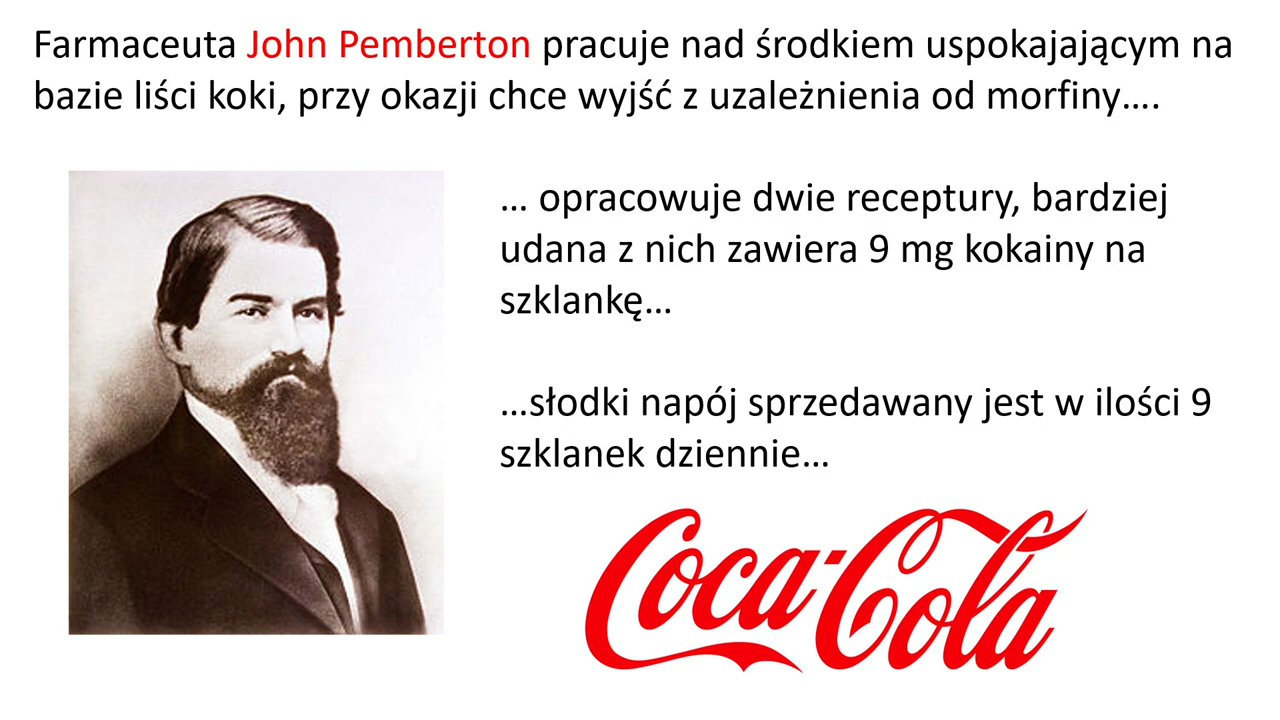 Farmaceuta John Pemberton pracuje nad środkiem uspokajającym na
bazie liści koki, przy okazji chce wyjść z uzależnienia od morfiny….
… opracowuje dwie receptury, bardziej
udana z nich zawiera 9 mg kokainy na
szklankę…
…słodki napój sprzedawany jest w ilości 9
szklanek dziennie…
Coca-Cola